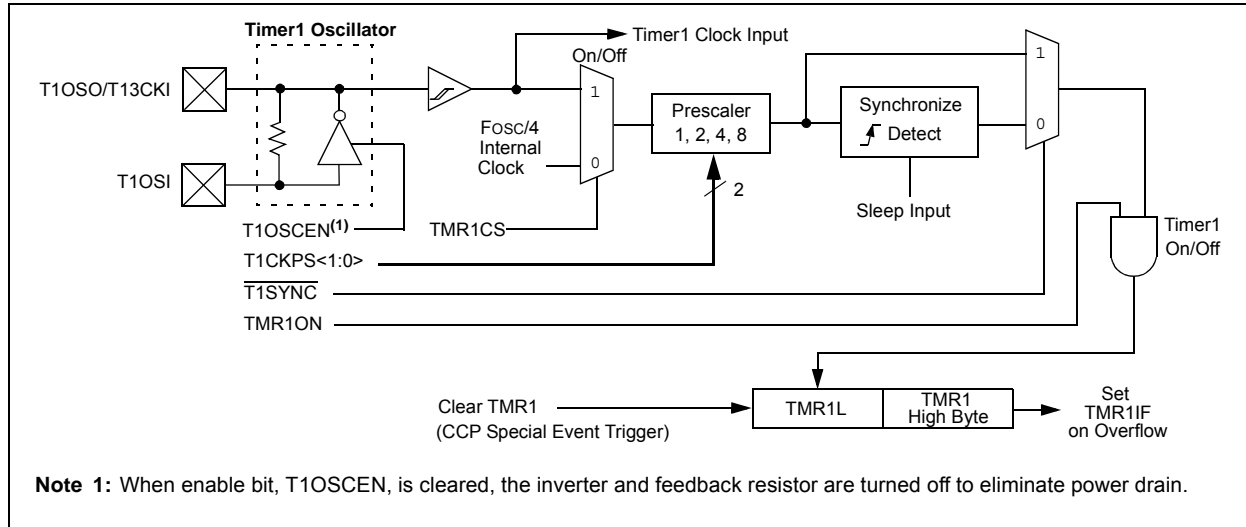 Timer1 Oscillator
Timer1 Clock Input
On/Off
T1OSO/T13CKI
1
1
Prescaler
1, 2, 4, 8
Synchronize
Detect
FOSC/4
Internal
Clock
0
0
T1OSI
2
Sleep Input
T1OSCEN(1)
TMR1CS
Timer1
On/Off
T1CKPS<1:0>
T1SYNC
TMR1ON
Clear TMR1
(CCP Special Event Trigger)
TMR1L
TMR1
High Byte
Set
TMR1IF
on Overflow
Note 1: When enable bit, T1OSCEN, is cleared, the inverter and feedback resistor are turned off to eliminate power drain.